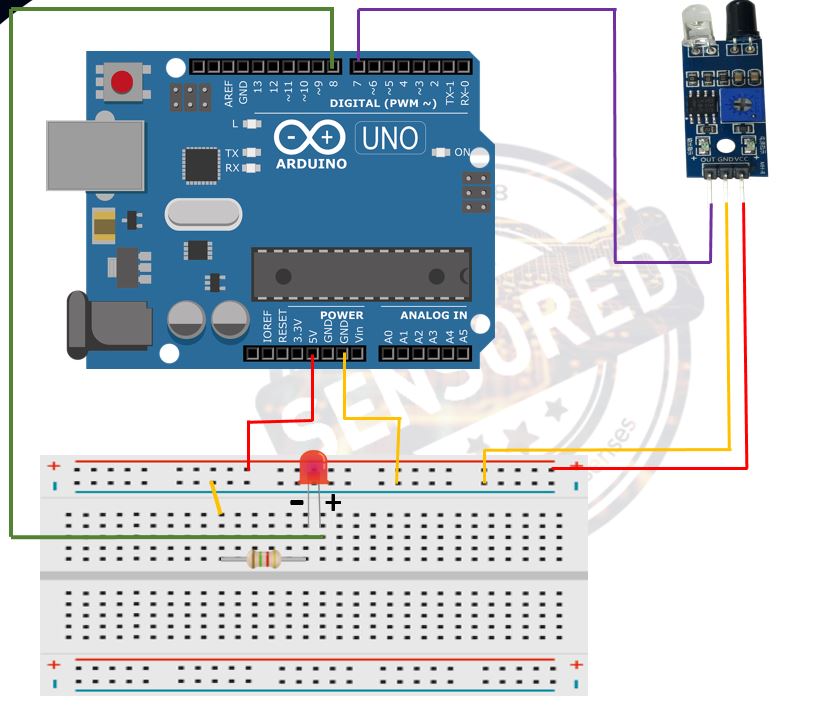 AREF
GND
13
12
~11
~10
~9
8
7
~6
~5
4
~3
2
TX-1
RX-0
DIGITAL (PWM ~)
L
TX
RX
- +
UNO
ARDUINO
ON
OUT GND VCC
SENSORED
POWER
ANALOG IN
IOREF
RESET
3.3V
5V
GND
GND
Vin
A0
A1
A2
A3
A4
A5
+ +
- +
+ +